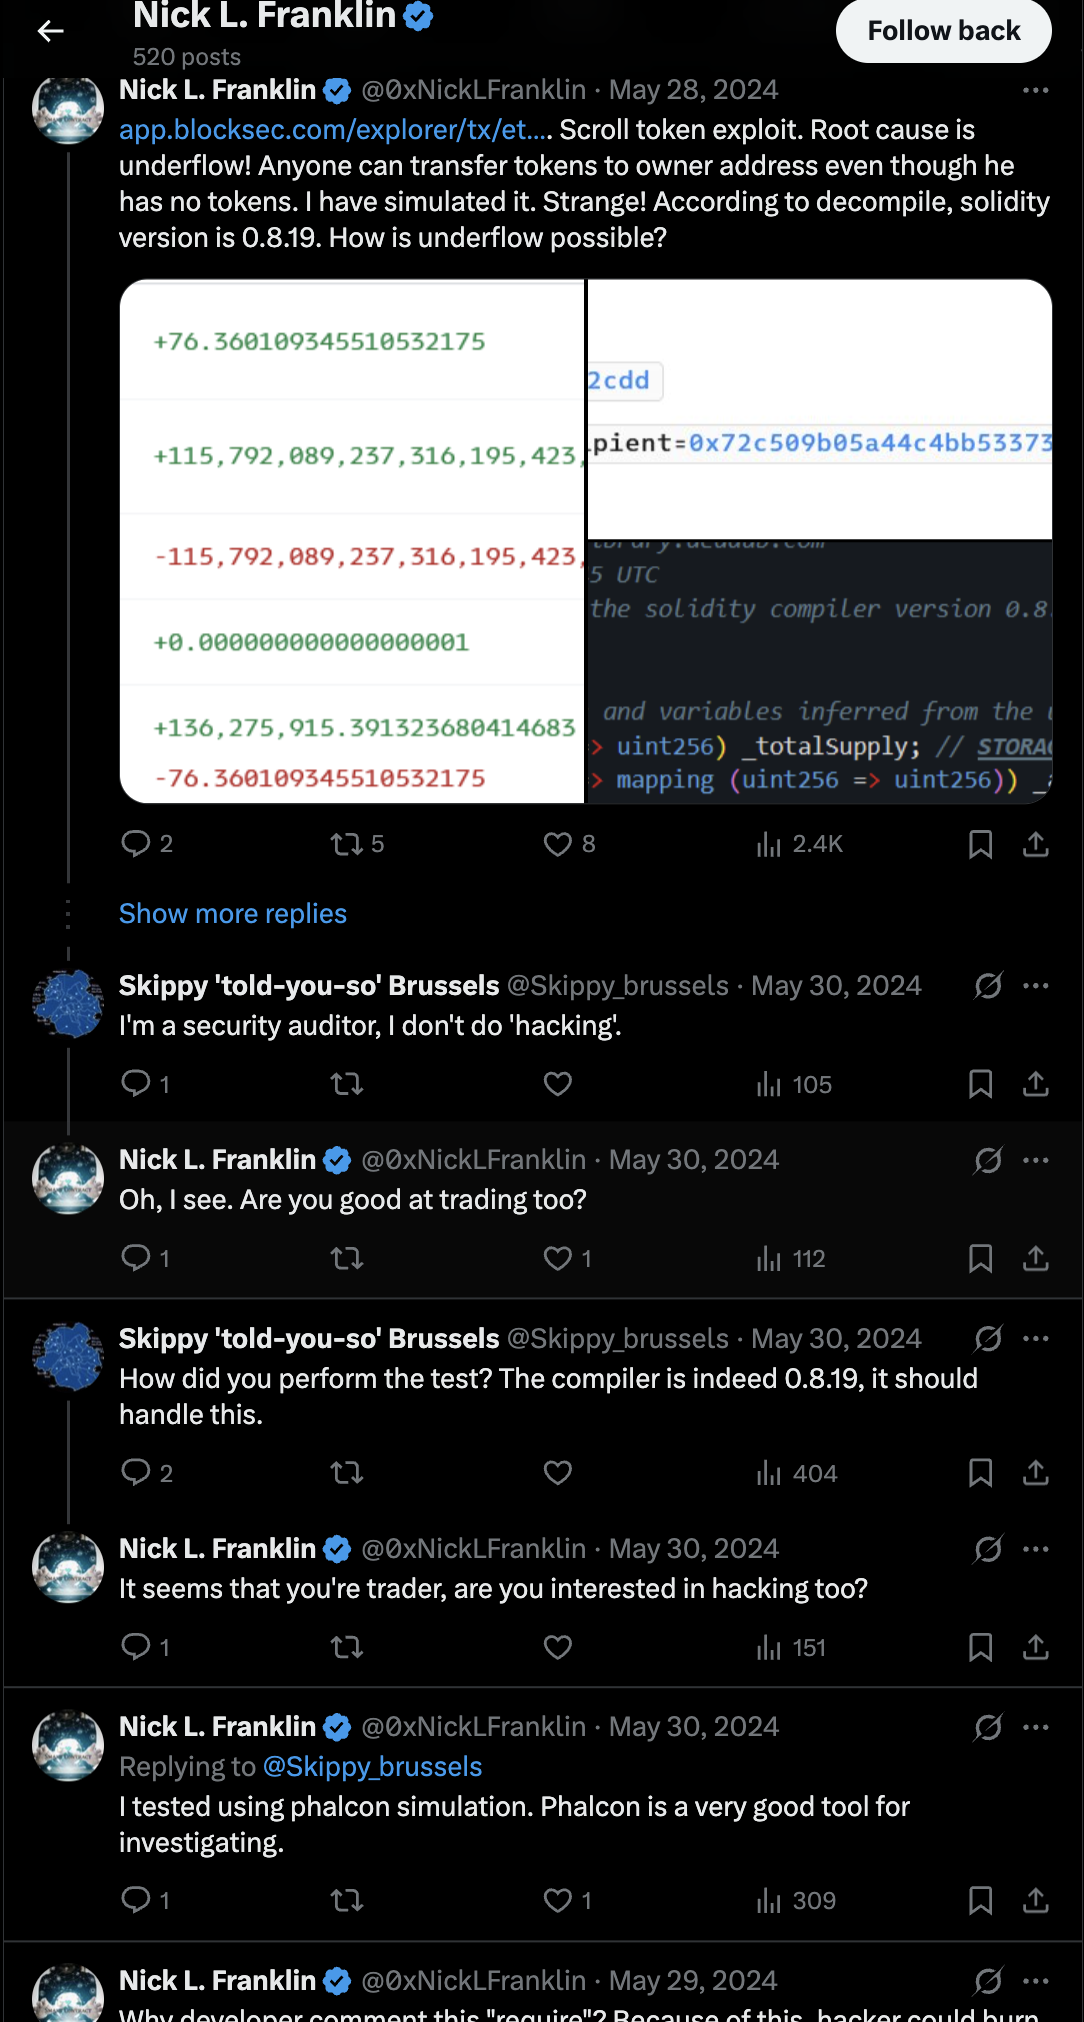 Nick L. Franklin
520 posts
Follow back
Nick L. Franklin @0xNickLFranklin · May 28, 2024
app.blocksec.com/explorer/tx/et.... Scroll token exploit. Root cause is
underflow! Anyone can transfer tokens to owner address even though he
has no tokens. I have simulated it. Strange! According to decompile, solidity
version is 0.8.19. How is underflow possible?
+76.360109345510532175
+115,792,089,237,316,195,423,
-115,792,089,237,316,195,423,
+0.000000000000000001
+136,275,915.391323680414683
-76.360109345510532175
2cdd
pient=0x72c509b05a44c4bb53373
5 UTC
the solidity compiler version 0.8
and variables inferred from the
> uint256) _totalSupply; // STORA
> mapping (uint256 => uint256)) _
2 5 8 2.4K
Show more replies
Skippy 'told-you-so' Brussels @Skippy_brussels · May 30, 2024
I'm a security auditor, I don't do 'hacking'.
1 105
Nick L. Franklin @0xNickLFranklin · May 30, 2024
Oh, I see. Are you good at trading too?
1 1 112
Skippy 'told-you-so' Brussels @Skippy_brussels · May 30, 2024
How did you perform the test? The compiler is indeed 0.8.19, it should
handle this.
2 404
Nick L. Franklin @0xNickLFranklin · May 30, 2024
It seems that you're trader, are you interested in hacking too?
1 151
Nick L. Franklin @0xNickLFranklin · May 30, 2024
Replying to @Skippy_brussels
I tested using phalcon simulation. Phalcon is a very good tool for
investigating.
1 1 309
Nick L. Franklin @0xNickLFranklin · May 29, 2024
Why developer comment this "require"? Because of this, hacker could burn